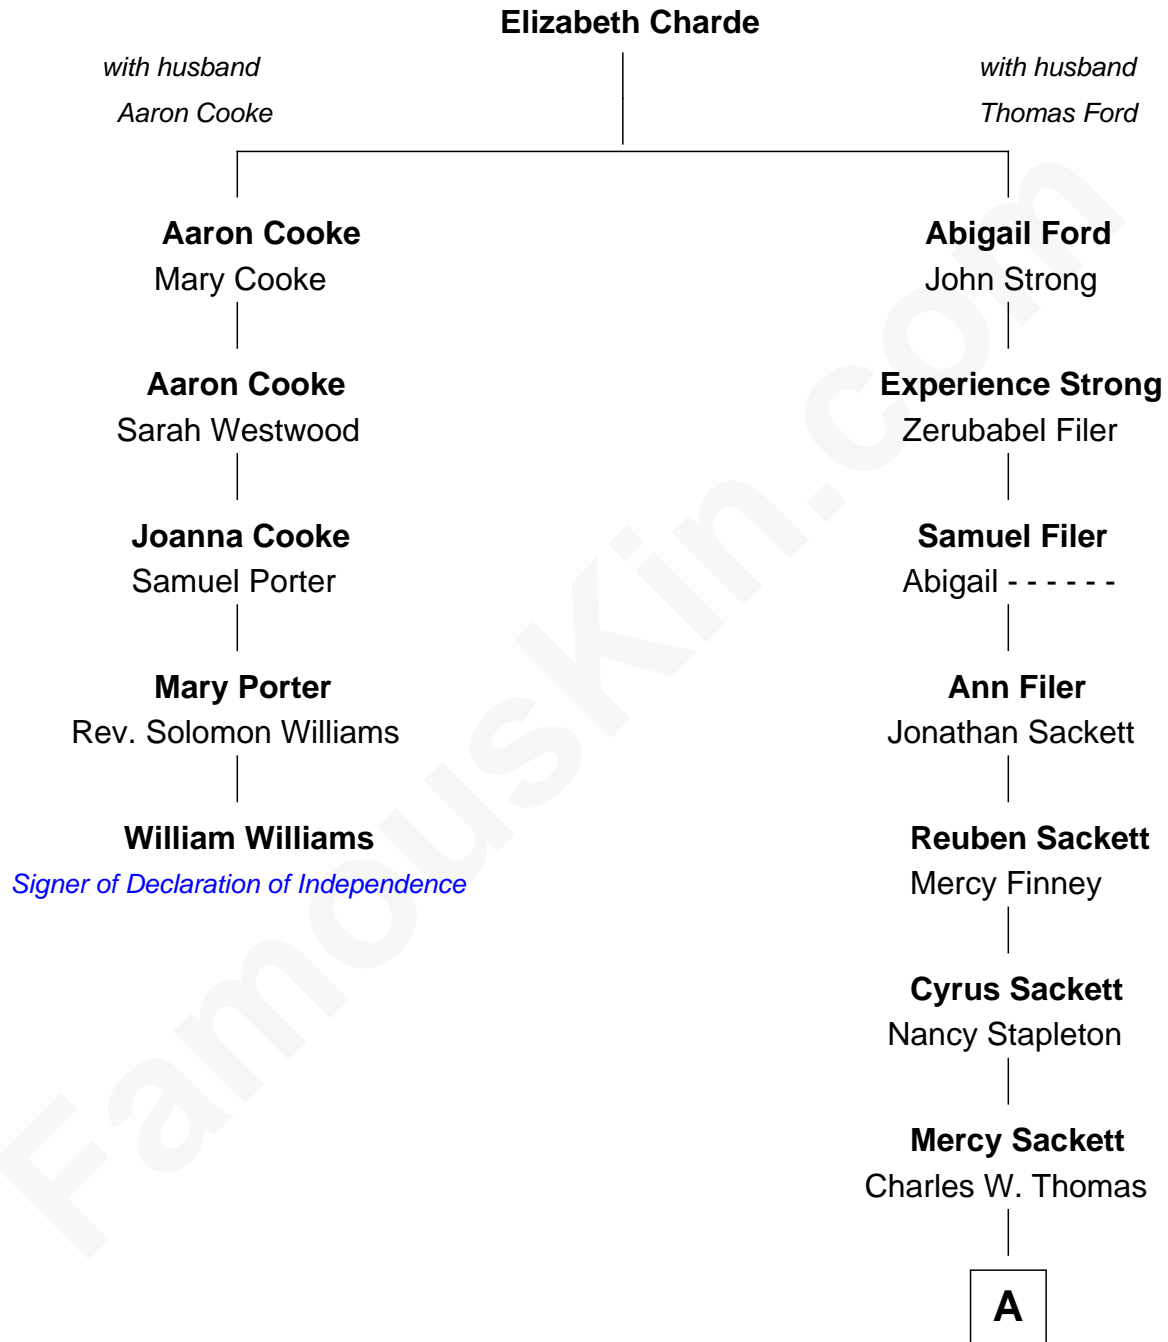 Elizabeth Charde
with husband
Aaron Cooke
with husband
Thomas Ford
Aaron Cooke
Mary Cooke
Abigail Ford
John Strong
Aaron Cooke
Sarah Westwood
Experience Strong
Zerubabel Filer
Joanna Cooke
Samuel Porter
Samuel Filer
Abigail - - - - - -
Mary Porter
Rev. Solomon Williams
Ann Filer
Jonathan Sackett
William Williams
Signer of Declaration of Independence
Reuben Sackett
Mercy Finney
Cyrus Sackett
Nancy Stapleton
Mercy Sackett
Charles W. Thomas
A
FamousKin.com